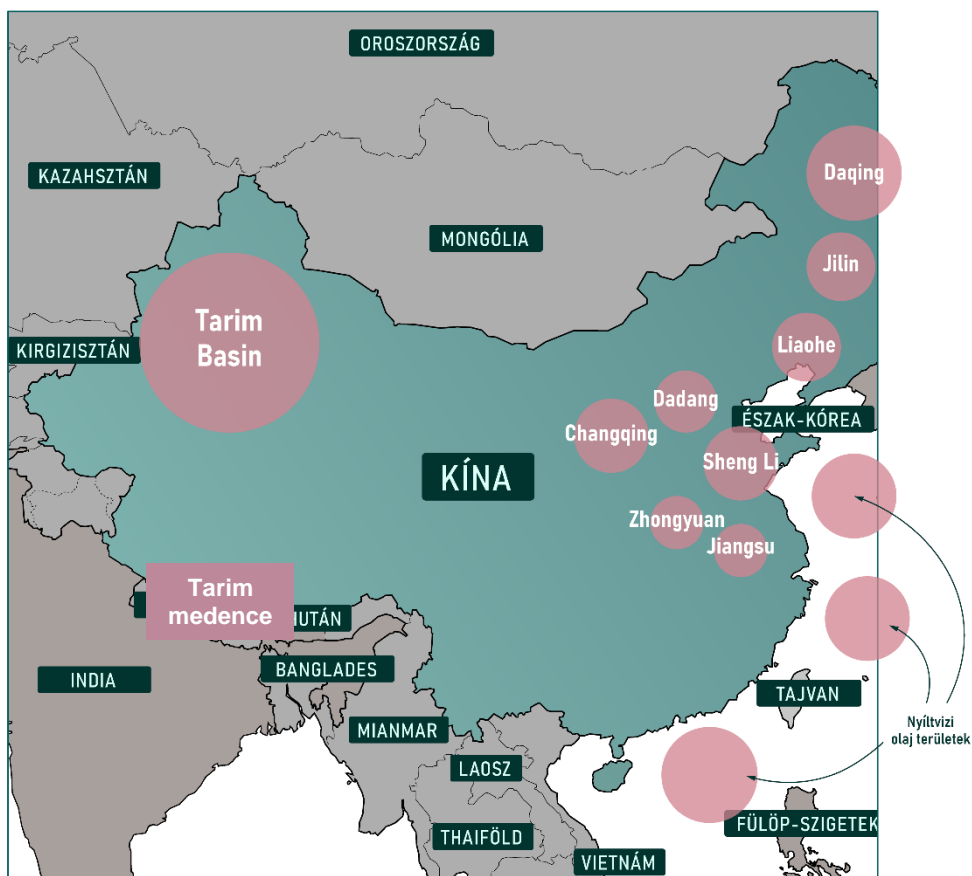 OROSZORSZÁG
KAZAHSZTÁN
Daqing
MONGÓLIA
Jilin
Tarim
Basin
KIRGIZISZTÁN
Liaohe
Dadang
ÉSZAK-KÓREA
Changqing
Sheng Li
KÍNA
Zhongyuan
Jiangsu
Tarim
medence
HUTÁN
BANGLADES
INDIA
TAJVAN
MIANMAR
Nyíltvizi
olaj területek
LAOSZ
FÜLÖP-SZIGETEK
THAIFÖLD
VIETNÁM